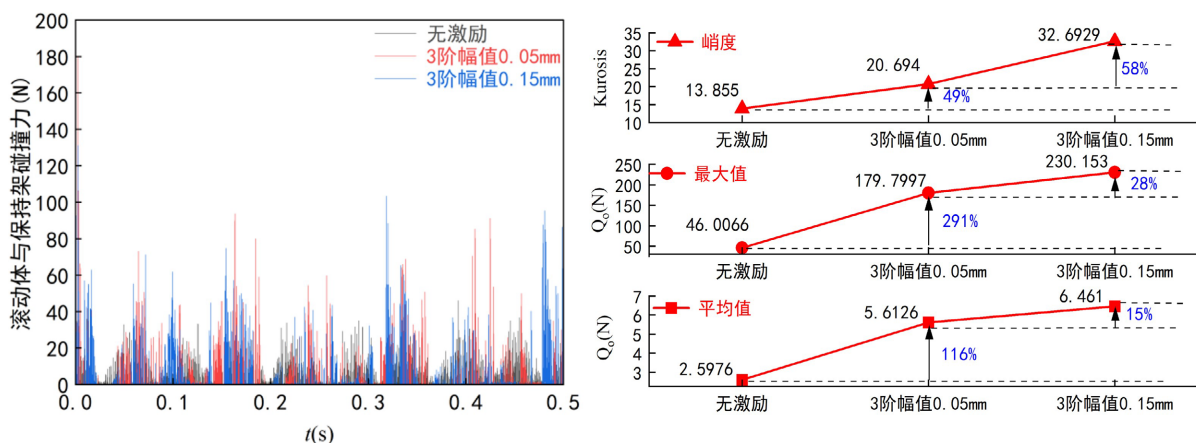 滚动体与保持架碰撞力(N)
200
180
160
140
120
100
80
60
40
20
0
无激励
3阶幅值0.05mm
3阶幅值0.15mm
0.0 0.1 0.2 0.3 0.4 0.5
t(s)
Kurosis
35
30
25
20
15
10
峭度
13.855
20.694
32.6929
49%
58%
无激励 3阶幅值0.05mm 3阶幅值0.15mm
Qo(N)
250
200
150
100
50
最大值
46.0066
179.7997
230.153
291%
28%
无激励 3阶幅值0.05mm 3阶幅值0.15mm
Qo(N)
7
6
5
4
3
平均值
2.5976
5.6126
6.461
116%
15%
无激励 3阶幅值0.05mm 3阶幅值0.15mm